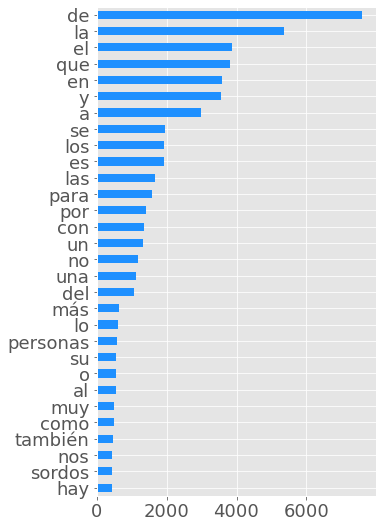 de
la
el
que
en
y
a
se
los
es
las
para
por
con
un
no
una
del
más
lo
personas
su
o
al
muy
como
también
nos
sordos
hay
0 2000 4000 6000